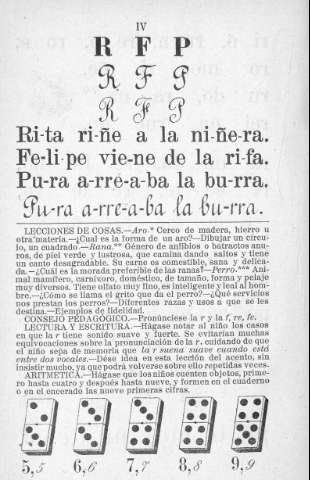 IV
R F P
R F P
R F P
Ri-ta ri-ñe a la ni-ñe-ra.
Fe-li-pe vie-ne de la ri-fa.
Pu-ra a-rre-a-ba la bu-rra.
Pu-ra a-rre-a-ba la bu-rra.
LECCIONES DE COSAS.—Aro.* Cerco de madera, hierro u
otra materia.—¿Cual es la forma de un aro?—Dibujar un círcu-
lo, un cuadrado.—Rana.** Género de anfibios o batracios anu-
ros, de piel verde y lustrosa, que camina dando saltos y tiene
un canto desagradable. Su carne es comestible, sana y delica-
da.—¿Cuál es la morada preferible de las ranas?—Perro.*** Ani-
mal mamífero, carnicero, doméstico, de tamaño, forma y pelaje
muy diversos. Tiene olfato muy fino, es inteligente y leal al hom-
bre.—¿Cómo se llama el grito que da el perro?—¿Qué servicios
nos prestan los perros?—Diferentes razas y usos a que se les
destina.—Ejemplos de fidelidad.
CONSEJO PEDAGÓGICO.—Pronúnciese la r y la f, re, fe.
LECTURA Y ESCRITURA.—Hágase notar al niño los casos
en que la r tiene sonido suave y fuerte. Se evitarían muchas
equivocaciones sobre la pronunciación de la r, cuidando de que
el niño sepa de memoria que la r suena suave cuando está
entre dos vocales.—Dése idea en esta lección del acento, sin
insistir mucho, ya que podrá volverse sobre ello repetidas veces.
ARITMÉTICA.—Hágase que los niños cuenten objetos, prime-
ro hasta cuatro y después hasta nueve, y formen en el cuaderno
o en el encerado las nueve primeras cifras.
5,5 6,6 7,7 8,8 9,9